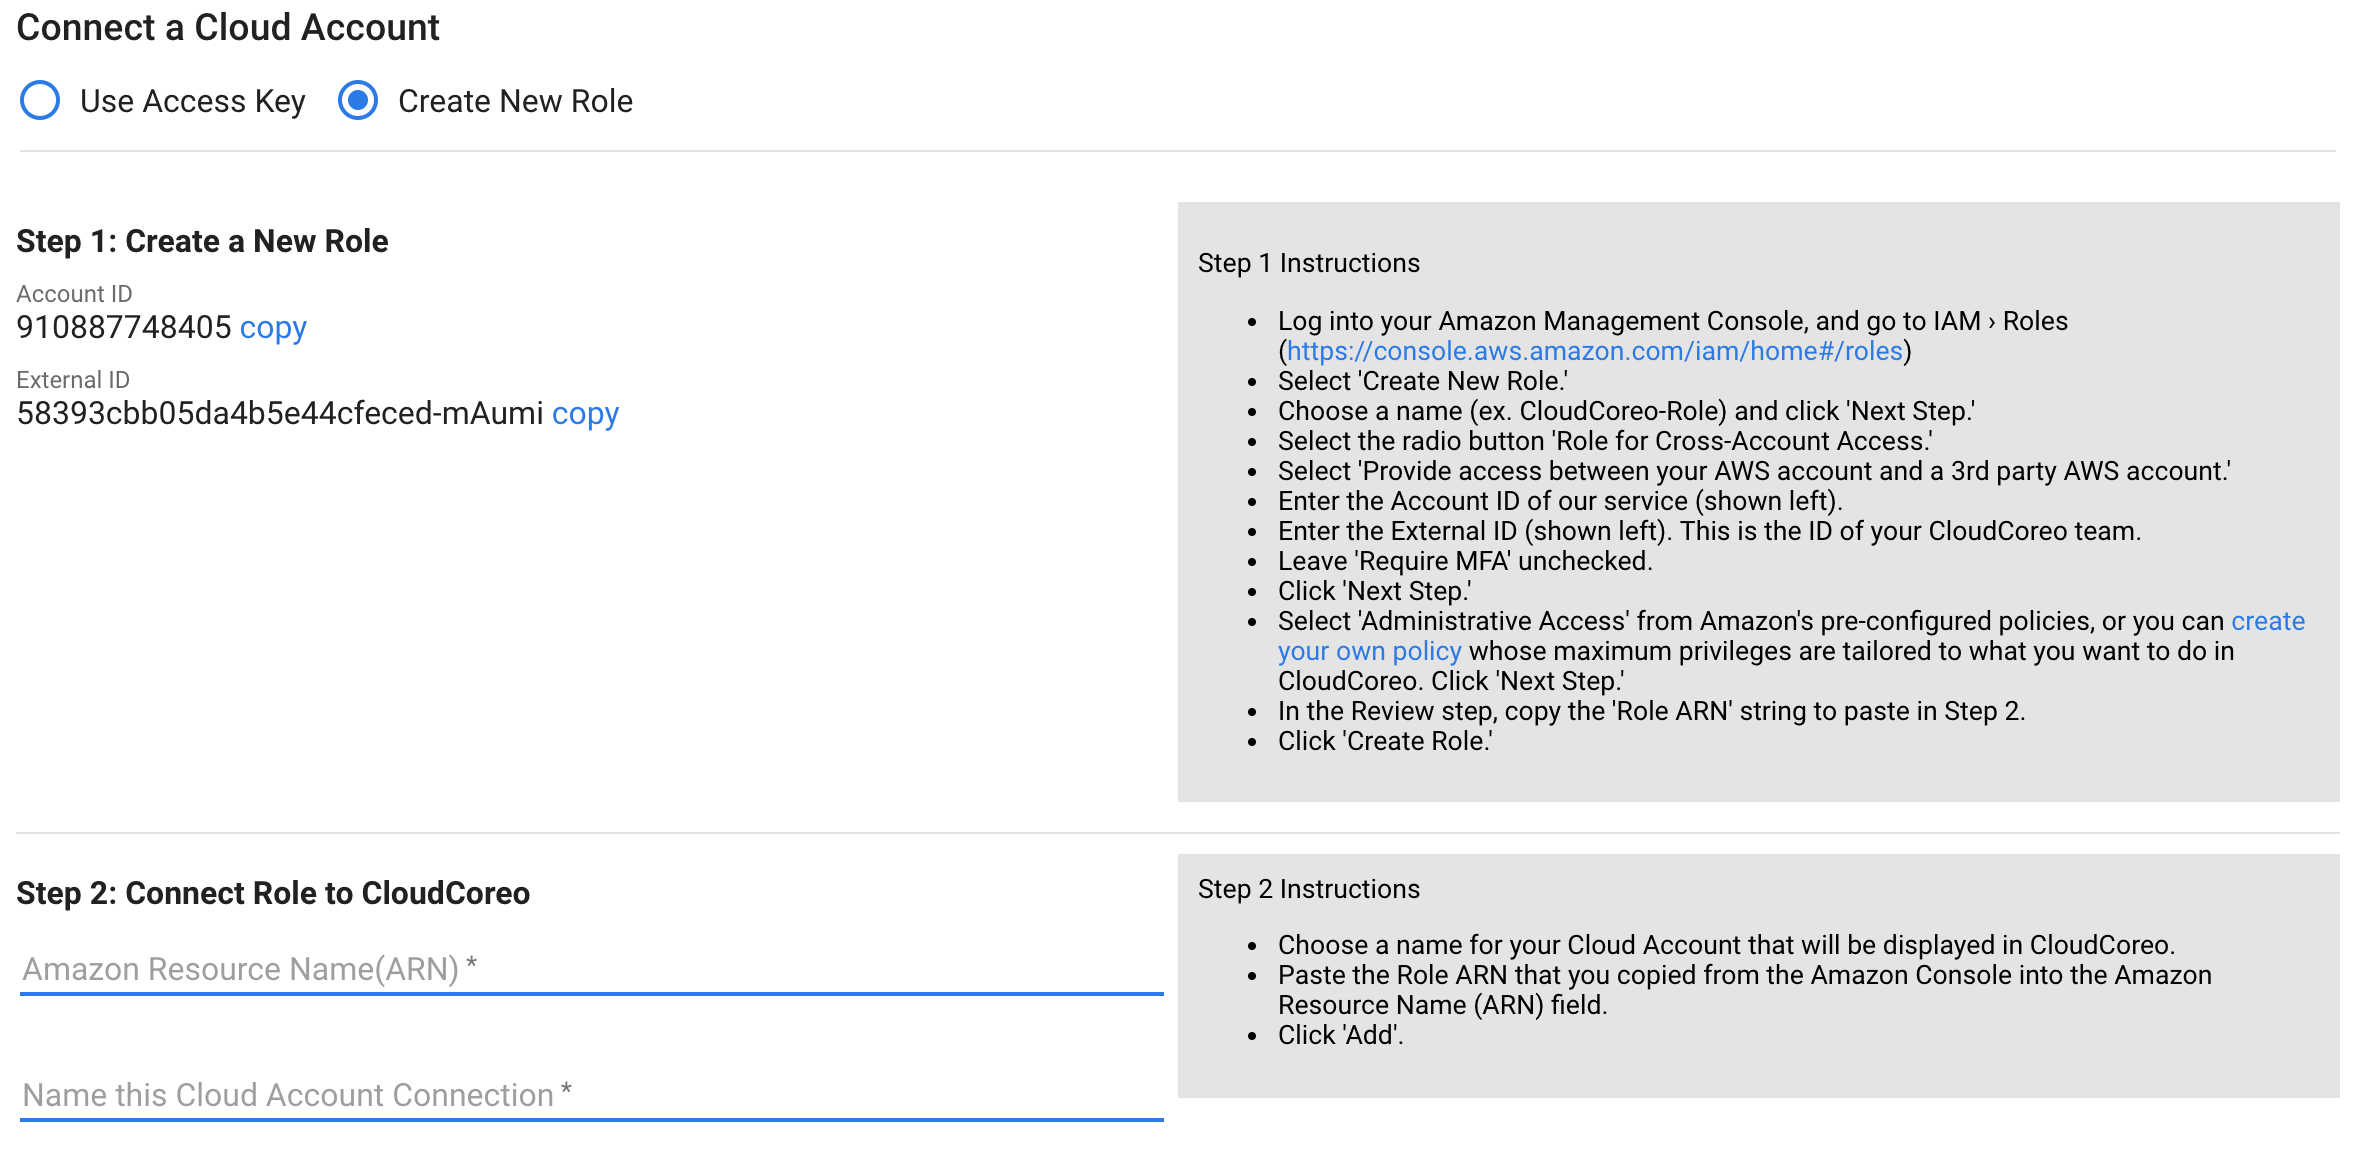 Connect a Cloud Account
Use Access Key Create New Role
Step 1: Create a New Role
Account ID
910887748405 copy
External ID
58393cbb05da4b5e44cfeced-mAumi copy
Step 1 Instructions
• Log into your Amazon Management Console, and go to IAM › Roles
(https://console.aws.amazon.com/iam/home#/roles)
• Select 'Create New Role.'
• Choose a name (ex. CloudCoreo-Role) and click 'Next Step.'
• Select the radio button 'Role for Cross-Account Access.'
• Select 'Provide access between your AWS account and a 3rd party AWS account.'
• Enter the Account ID of our service (shown left).
• Enter the External ID (shown left). This is the ID of your CloudCoreo team.
• Leave 'Require MFA' unchecked.
• Click 'Next Step.'
• Select 'Administrative Access' from Amazon's pre-configured policies, or you can create
your own policy whose maximum privileges are tailored to what you want to do in
CloudCoreo. Click 'Next Step.'
• In the Review step, copy the 'Role ARN' string to paste in Step 2.
• Click 'Create Role.'
Step 2: Connect Role to CloudCoreo
Amazon Resource Name(ARN) *
Name this Cloud Account Connection *
Step 2 Instructions
• Choose a name for your Cloud Account that will be displayed in CloudCoreo.
• Paste the Role ARN that you copied from the Amazon Console into the Amazon
Resource Name (ARN) field.
• Click 'Add'.